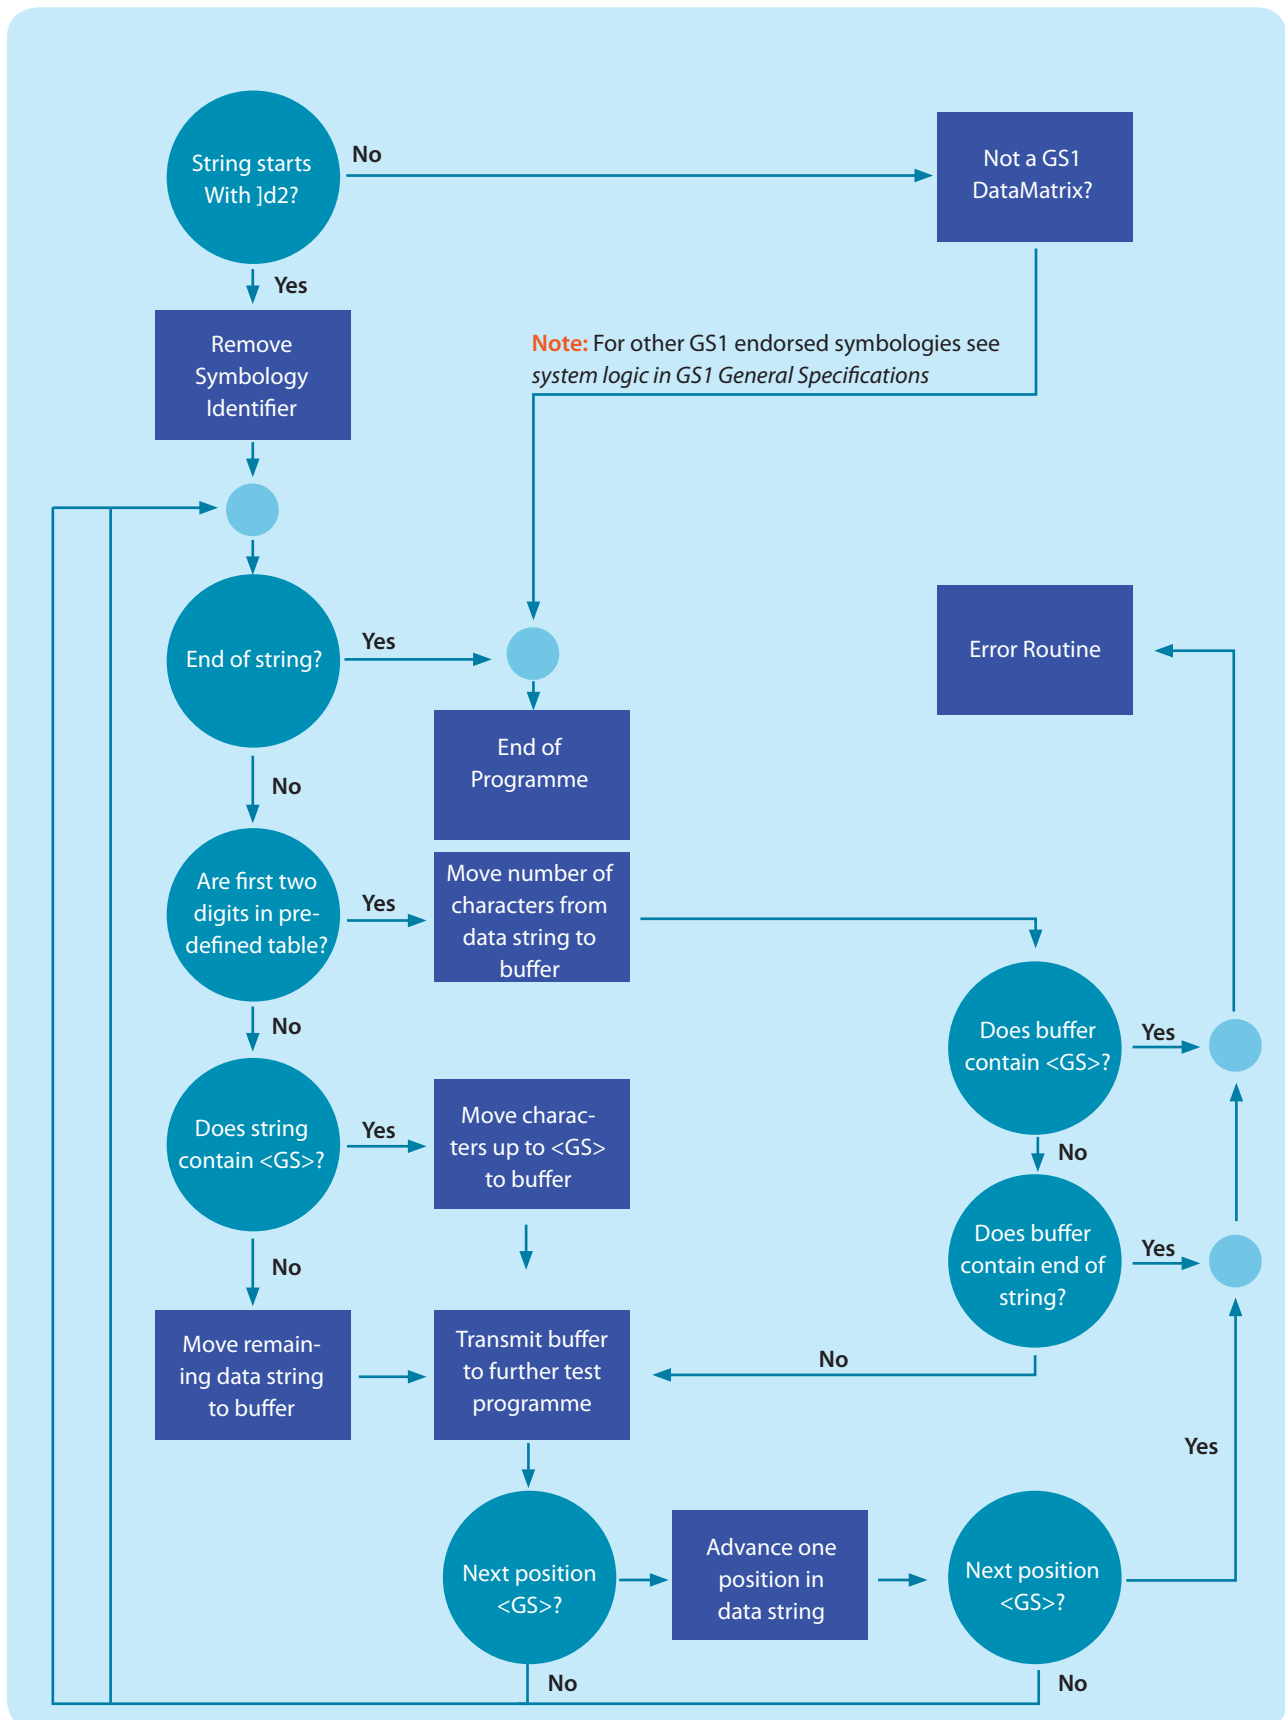 String starts
With ]d2?
No
Not a GS1
DataMatrix?
Yes
Remove
Symbology
Identifier
Note: For other GS1 endorsed symbologies see
system logic in GS1 General Specifications
End of string?
Yes
Error Routine
End of
Programme
No
Are first two
digits in pre-
defined table?
Yes
Move number of
characters from
data string to
buffer
No
Does buffer
contain <GS>?
Yes
Does string
contain <GS>?
Yes
Move charac-
ters up to <GS>
to buffer
No
Does buffer
contain end of
string?
Yes
No
Move remain-
ing data string
to buffer
Transmit buffer
to further test
programme
No
Yes
Next position
<GS>?
Advance one
position in
data string
Next position
<GS>?
No
No